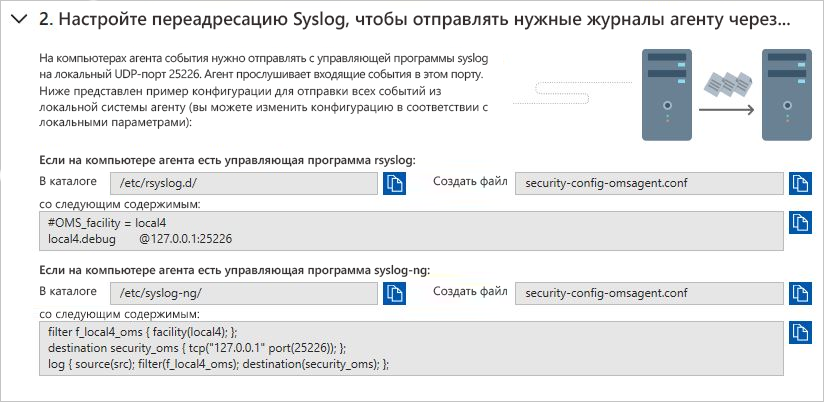 2. Настройте переадресацию Syslog, чтобы отправлять нужные журналы агенту через...
На компьютерах агента события нужно отправлять с управляющей программы syslog
на локальный UDP-порт 25226. Агент прослушивает входящие события в этом порту.
Ниже представлен пример конфигурации для отправки всех событий из
локальной системы агенту (вы можете изменить конфигурацию в соответствии с
локальными параметрами):
Если на компьютере агента есть управляющая программа rsyslog:
В каталоге /etc/rsyslog.d/ Создать файл security-config-omsagent.conf
со следующим содержимым:
#OMS_facility = local4
local4.debug @127.0.0.1:25226
Если на компьютере агента есть управляющая программа syslog-ng:
В каталоге /etc/syslog-ng/ Создать файл security-config-omsagent.conf
со следующим содержимым:
filter f_local4_oms { facility(local4); };
destination security_oms { tcp("127.0.0.1" port(25226)); };
log { source(src); filter(f_local4_oms); destination(security_oms); };